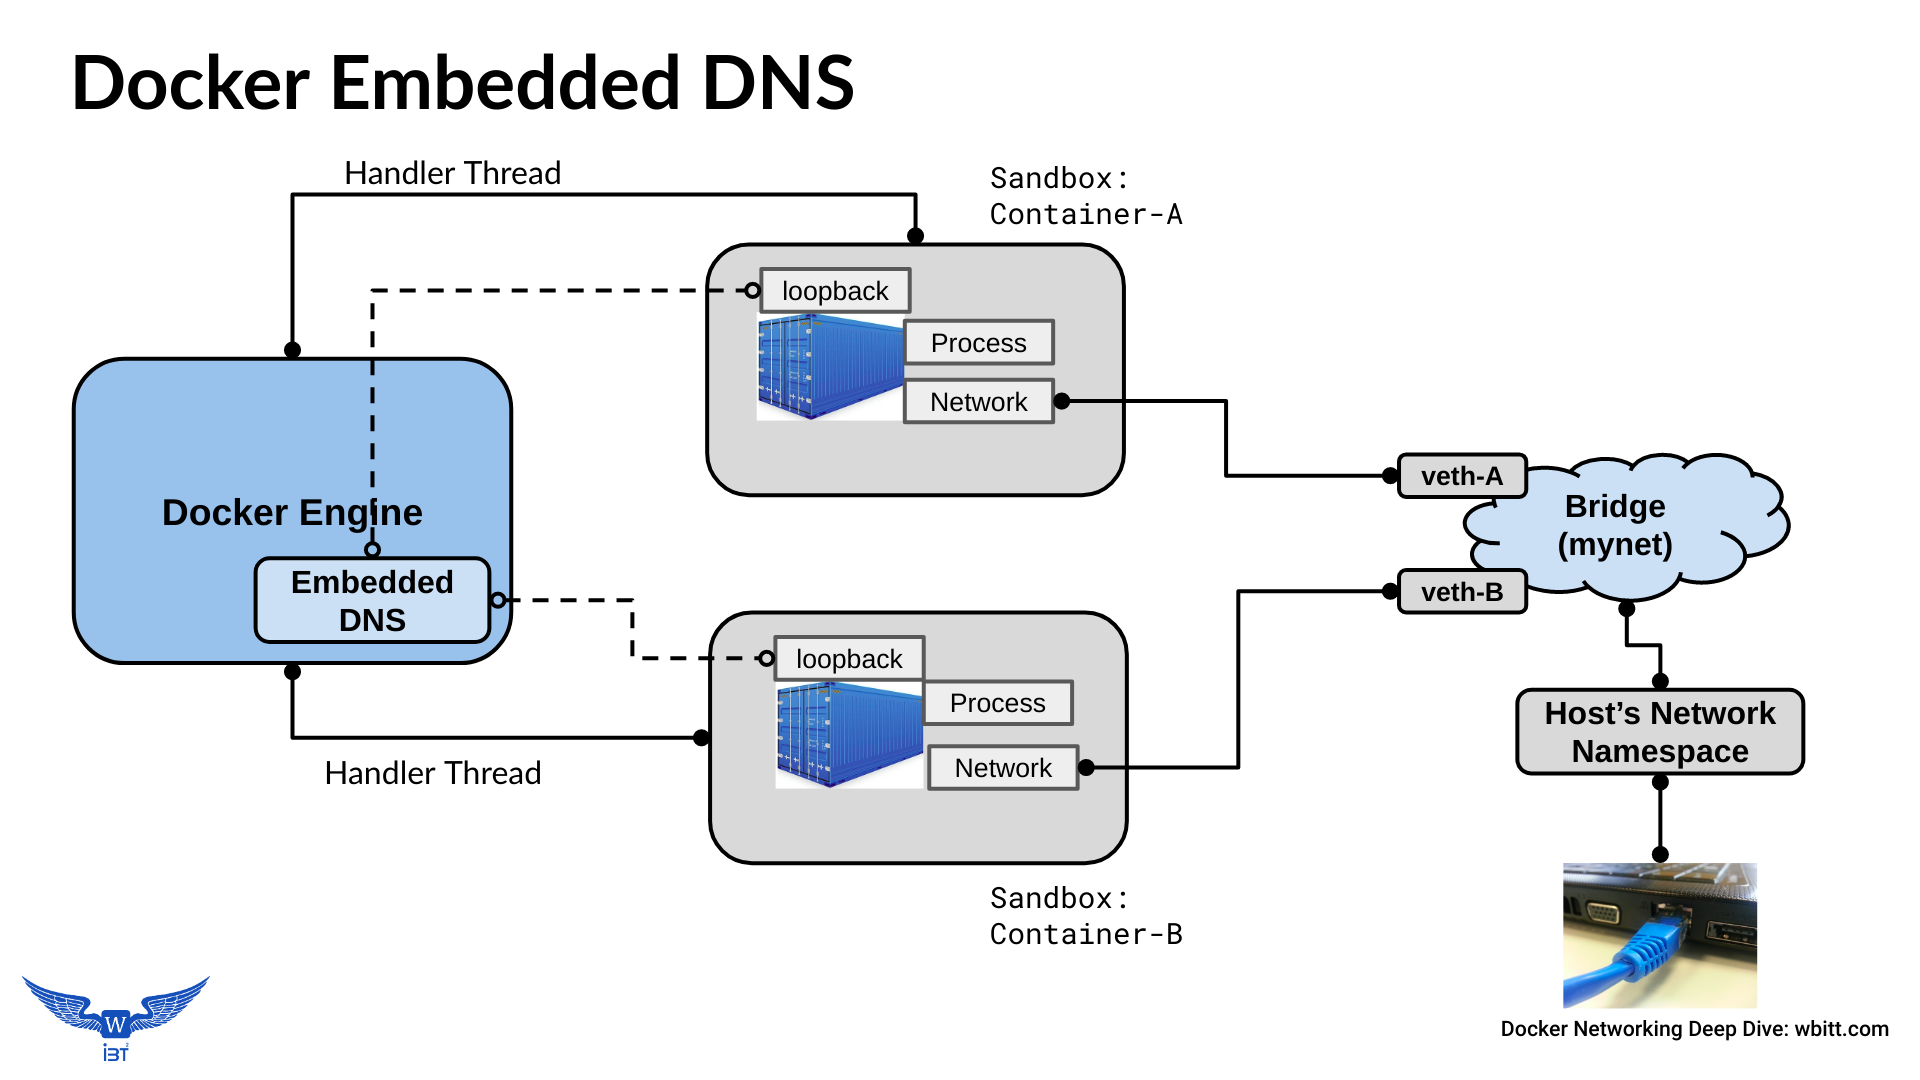 Docker Embedded DNS
Handler Thread
Sandbox:
Container-A
loopback
Process
Network
Docker Engine
Embedded
DNS
veth-A
Bridge
(mynet)
veth-B
loopback
Process
Network
Handler Thread
Host’s Network
Namespace
Sandbox:
Container-B
W
iBT²
Docker Networking Deep Dive: wbitt.com